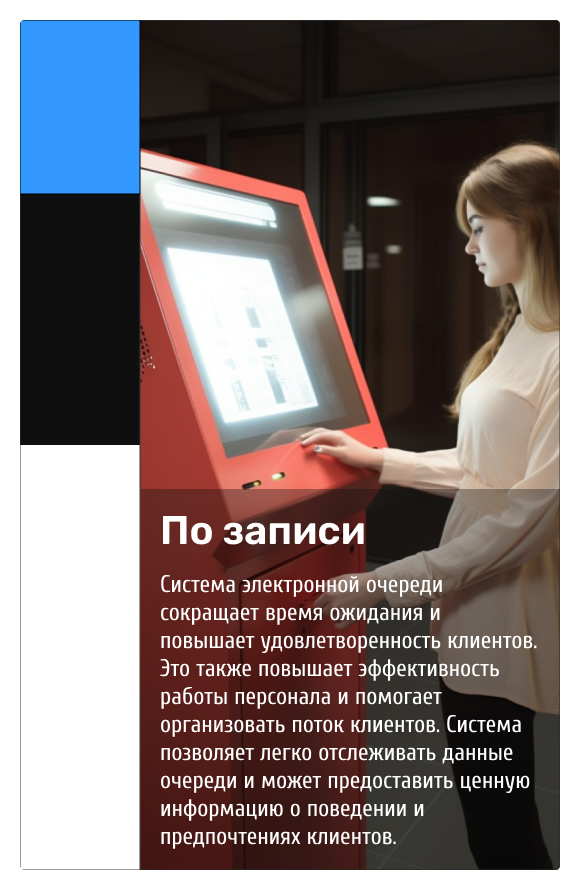 По записи
Система электронной очереди
сокращает время ожидания и
повышает удовлетворенность клиентов.
Это также повышает эффективность
работы персонала и помогает
организовать поток клиентов. Система
позволяет легко отслеживать данные
очереди и может предоставить ценную
информацию о поведении и
предпочтениях клиентов.